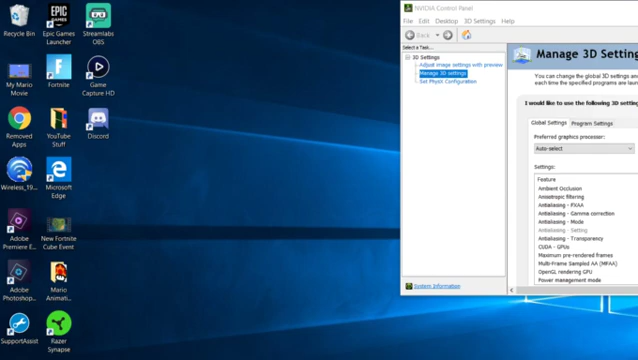 Recycle Bin
Epic Games
Launcher
Streamlabs
OBS
My Mario
Movie
Fortnite
Game
Capture HD
Removed
Apps
YouTube
Stuff
Discord
Wireless_19...
Microsoft
Edge
Adobe
Premiere E...
New Fortnite
Cube Event
Adobe
Photoshop...
Mario
Animati...
SupportAssist
Razer
Synapse
NVIDIA Control Panel
File Edit Desktop 3D Settings Help
Back
Select a Task...
3D Settings
Adjust image settings with preview
Manage 3D settings
Set PhysX Configuration
System Information
Manage 3D Setting
You can change the global 3D settings an
each time the specified programs are laun
I would like to use the following 3D setting
Global Settings Program Settings
Preferred graphics processor:
Auto-select
Settings:
Feature
Ambient Occlusion
Anisotropic filtering
Antialiasing - FXAA
Antialiasing - Gamma correction
Antialiasing - Mode
Antialiasing - Setting
Antialiasing - Transparency
CUDA - GPUs
Maximum pre-rendered frames
Multi-Frame Sampled AA (MFAA)
OpenGL rendering GPU
Power management mode